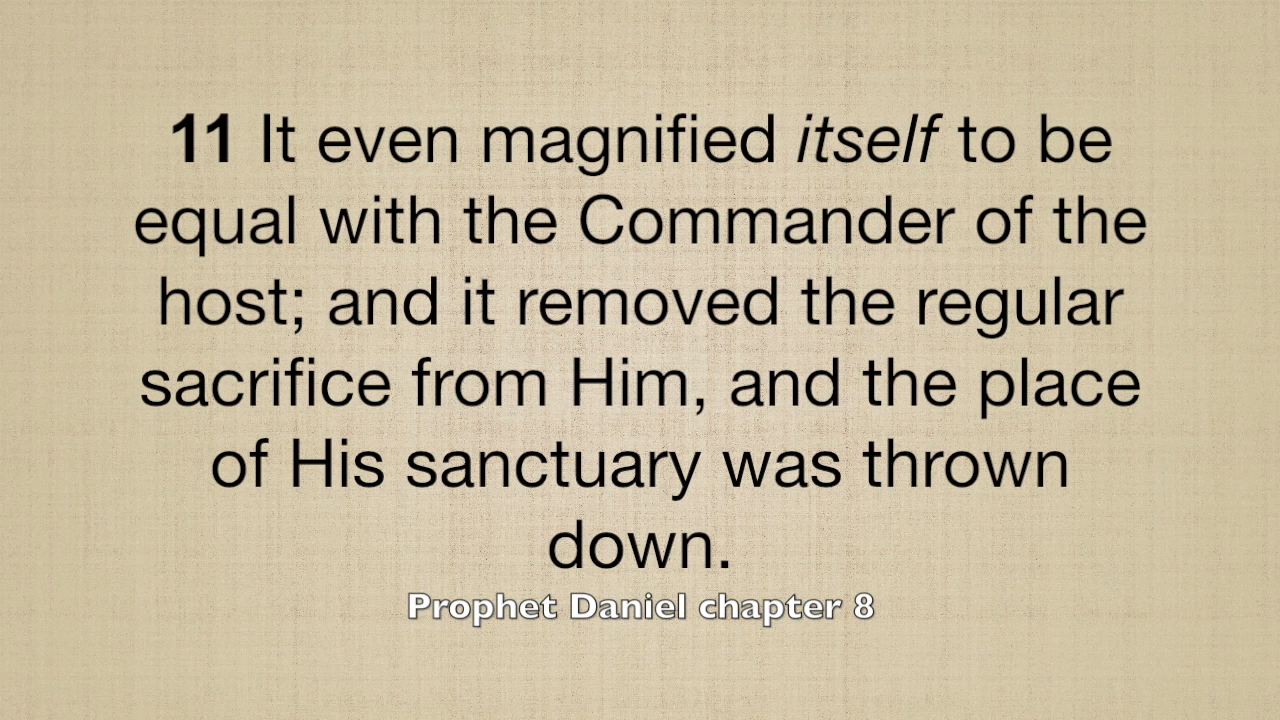 11 It even magnified itself to be
equal with the Commander of the
host; and it removed the regular
sacrifice from Him, and the place
of His sanctuary was thrown
down.
Prophet Daniel chapter 8